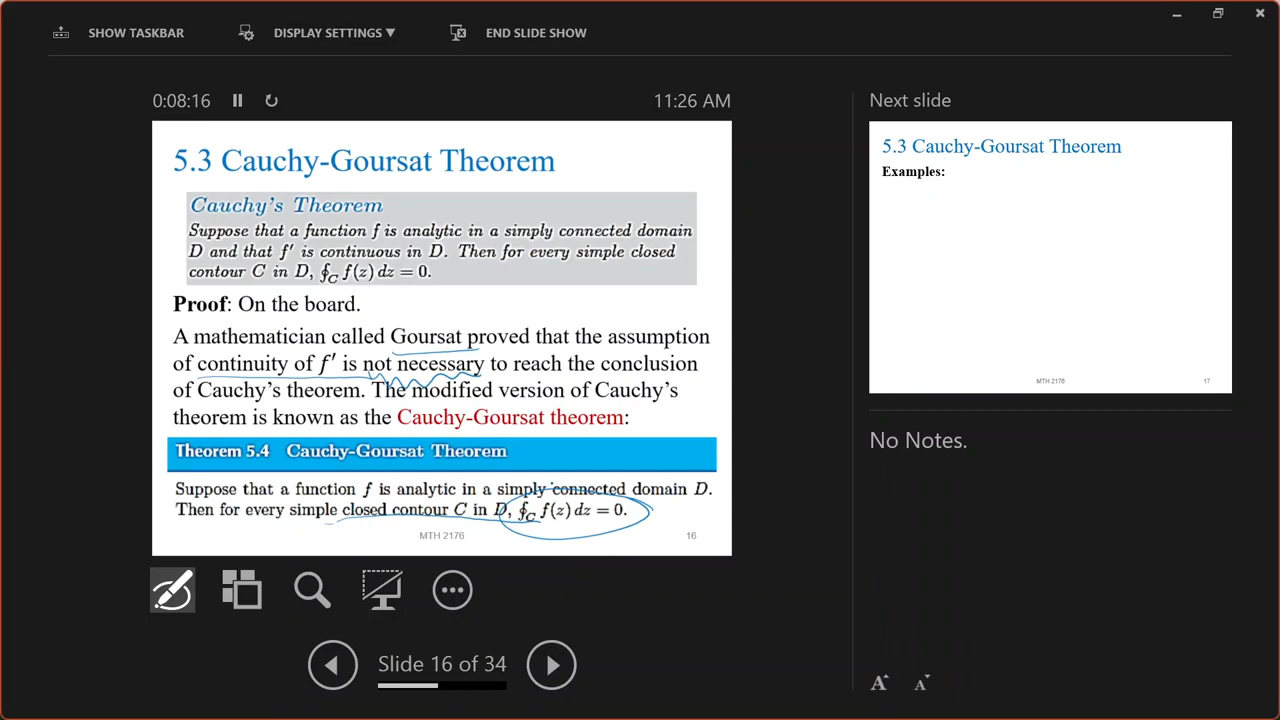 SHOW TASKBAR
DISPLAY SETTINGS ▼
END SLIDE SHOW
0:08:16
11:26 AM
5.3 Cauchy-Goursat Theorem
Cauchy's Theorem
Suppose that a function f is analytic in a simply connected domain
D and that f′ is continuous in D. Then for every simple closed
contour C in D, ∮_C f(z) dz = 0.
Proof: On the board.
A mathematician called Goursat proved that the assumption
of continuity of f′ is not necessary to reach the conclusion
of Cauchy's theorem. The modified version of Cauchy's
theorem is known as the Cauchy-Goursat theorem:
Theorem 5.4 Cauchy-Goursat Theorem
Suppose that a function f is analytic in a simply connected domain D.
Then for every simple closed contour C in D, ∮_C f(z) dz = 0.
MTH 2176
16
Slide 16 of 34
Next slide
5.3 Cauchy-Goursat Theorem
Examples:
MTH 2176
17
No Notes.
A
A